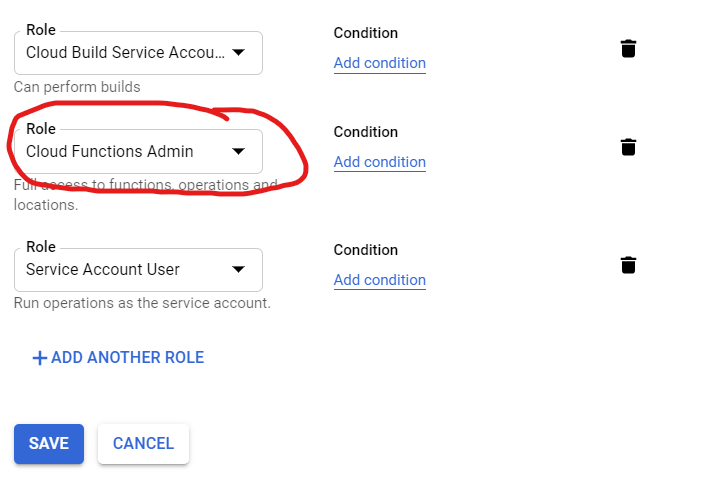 Role
Condition
Cloud Build Service Accou...
Add condition
Can perform builds
Role
Condition
Cloud Functions Admin
Add condition
Full access to functions, operations and
locations.
Role
Condition
Service Account User
Add condition
Run operations as the service account.
ADD ANOTHER ROLE
SAVE
CANCEL